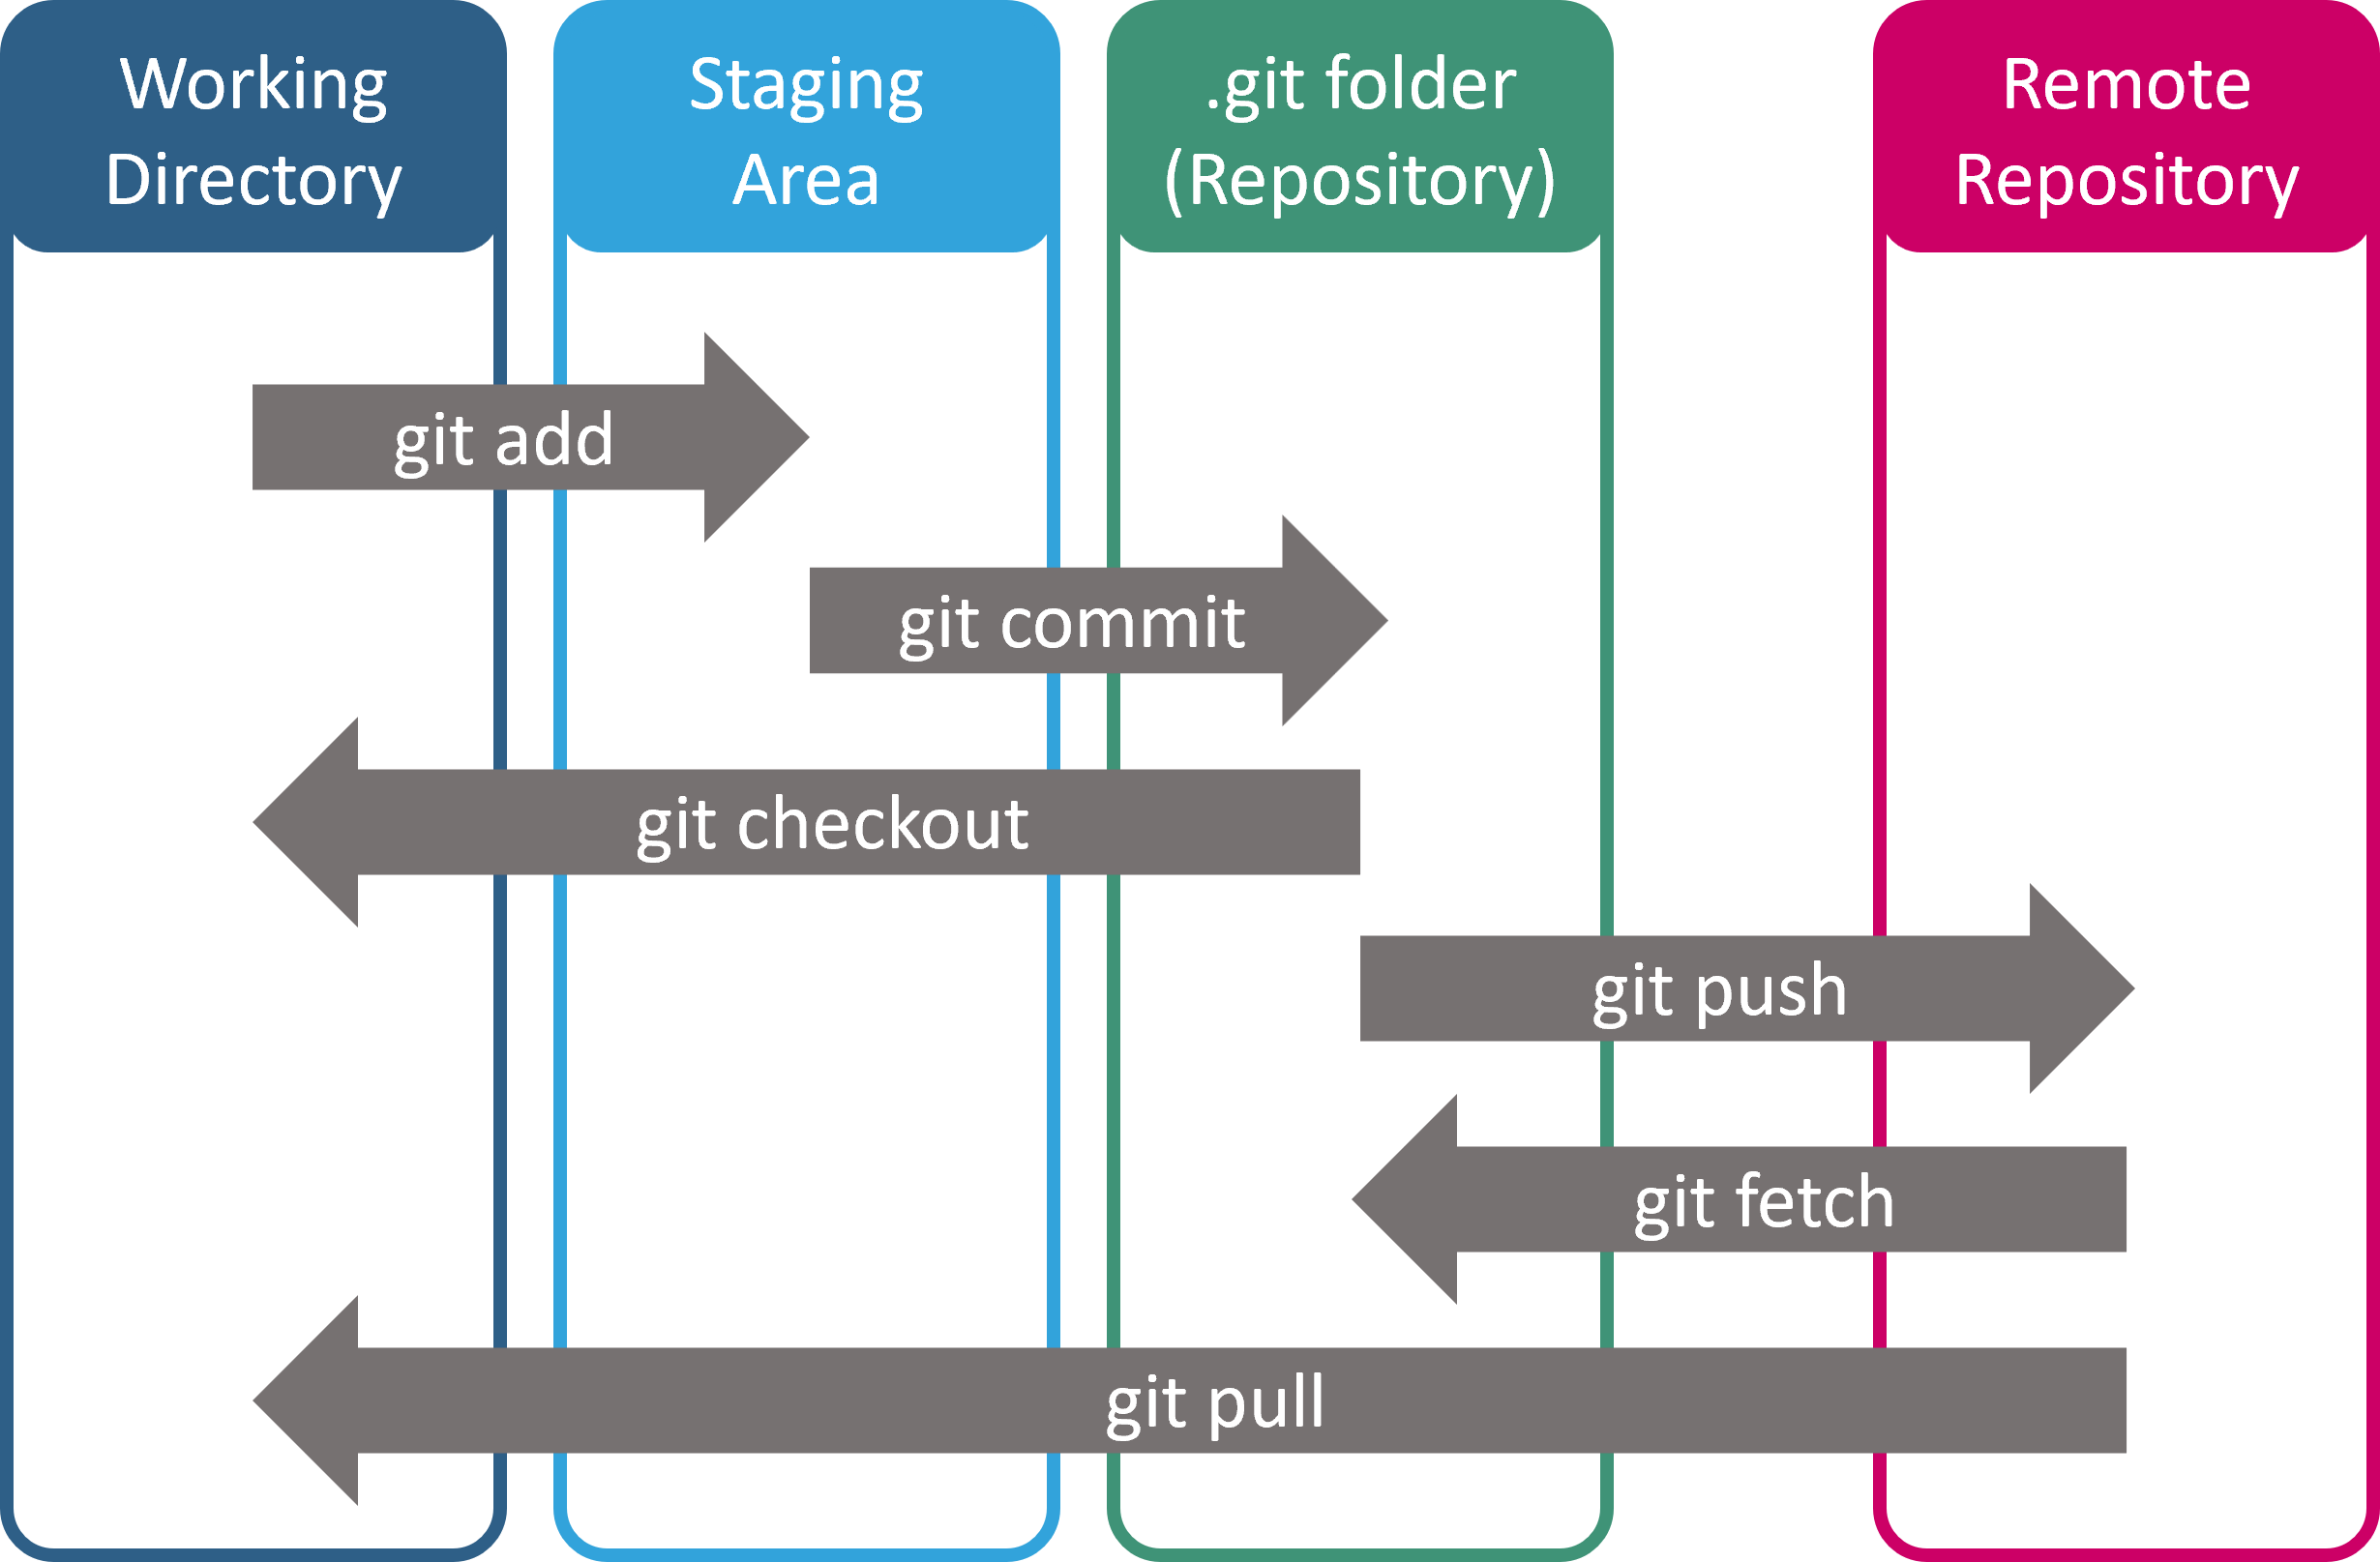 Working
Directory
Staging
Area
.git folder
(Repository)
Remote
Repository
git add
git commit
git checkout
git push
git fetch
git pull